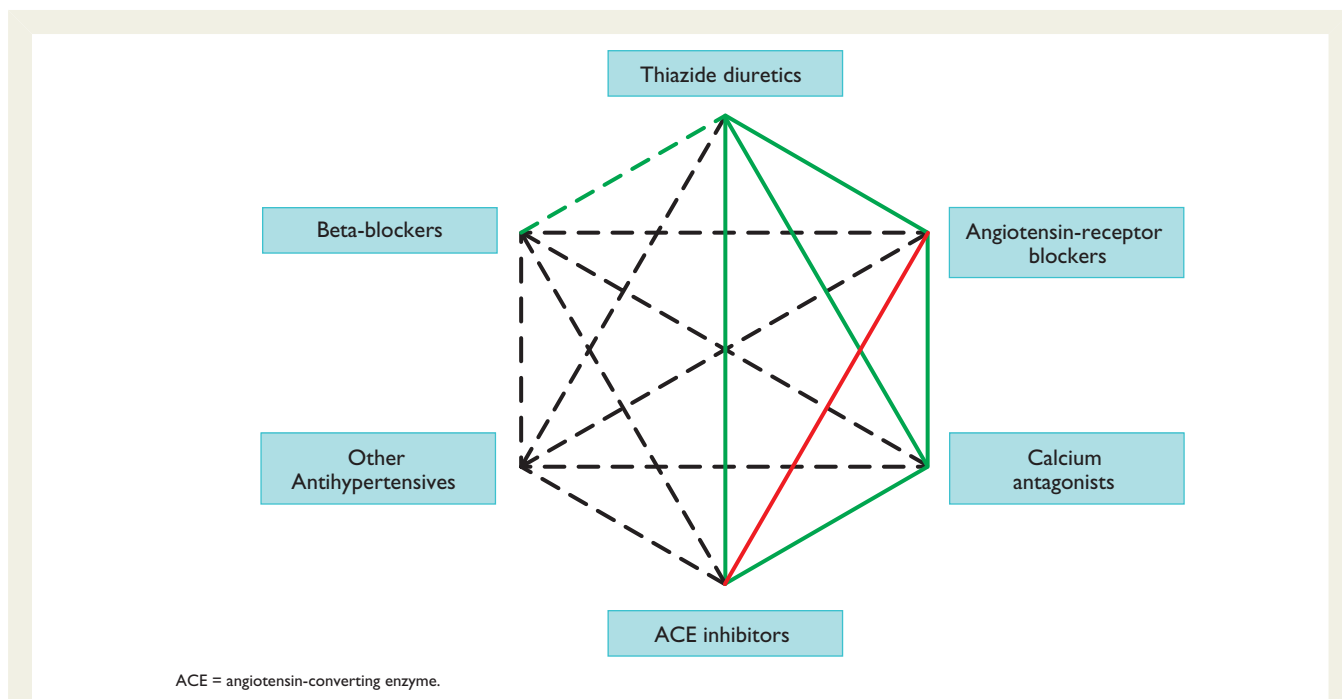 Thiazide diuretics
Beta-blockers
Angiotensin-receptor
blockers
Other
Antihypertensives
Calcium
antagonists
ACE inhibitors
ACE = angiotensin-converting enzyme.